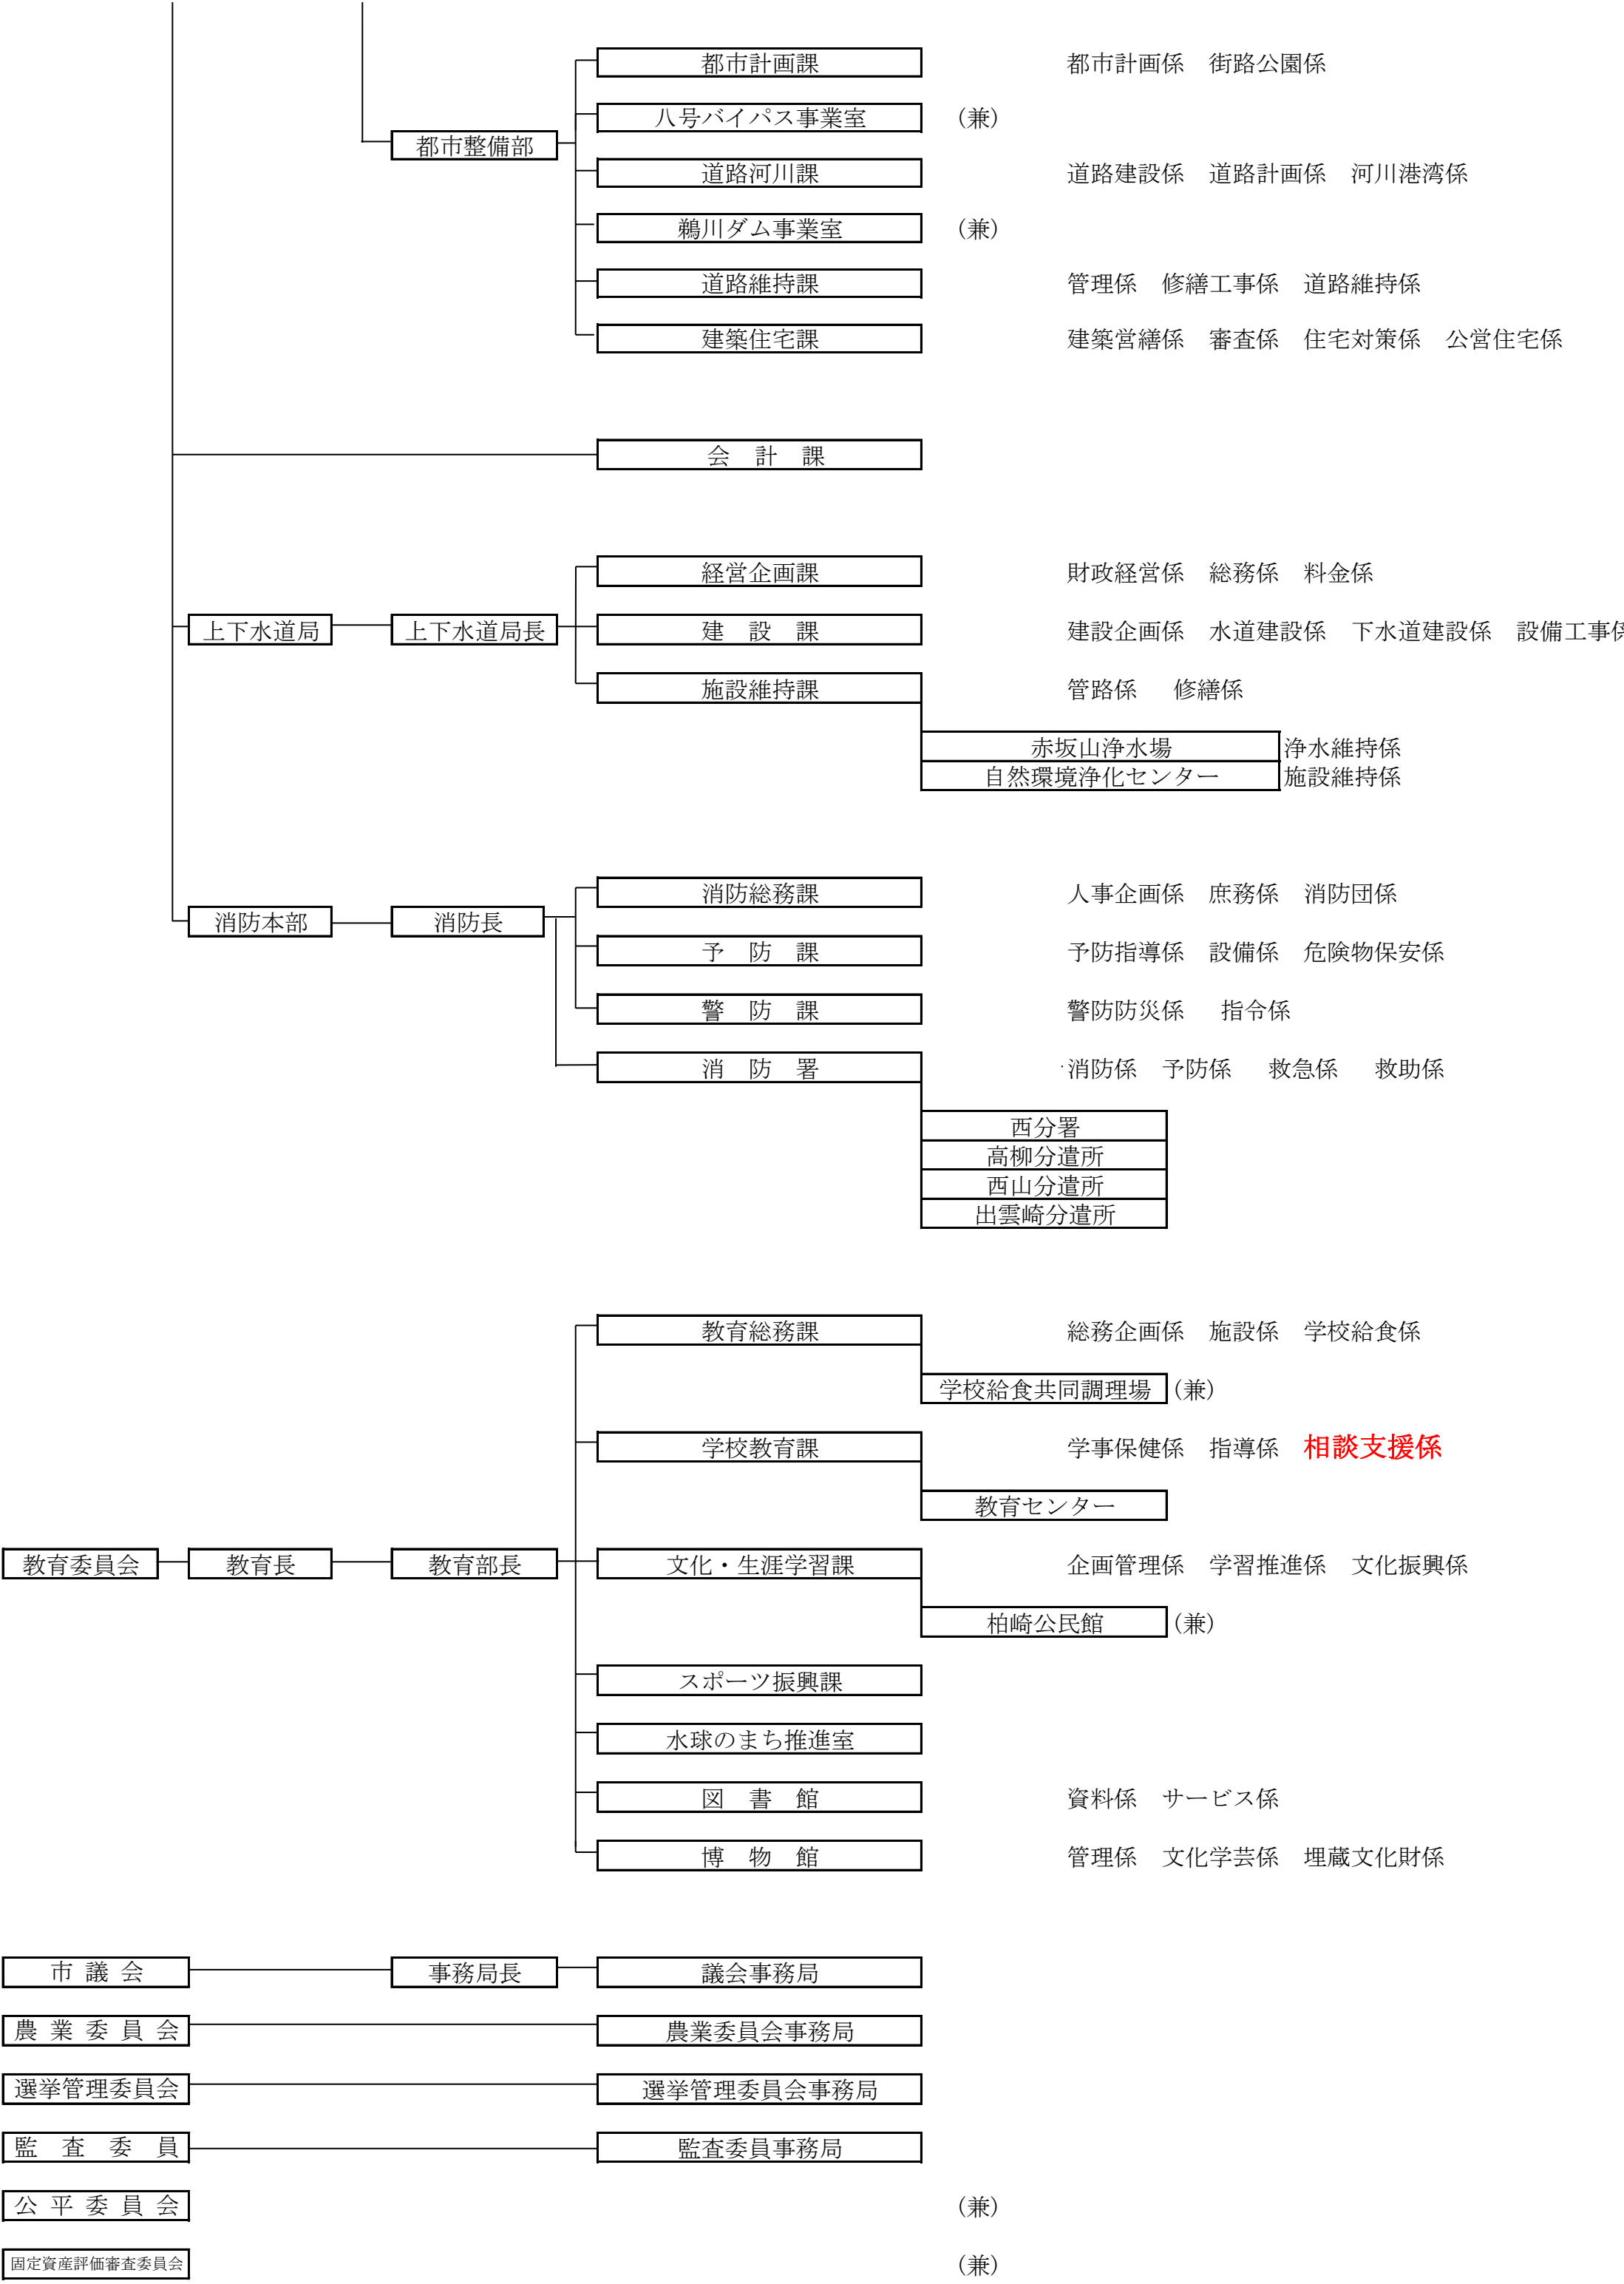 都市計画課　都市計画係　街路公園係
八号バイパス事業室　（兼）
都市整備部
道路河川課　道路建設係　道路計画係　河川港湾係
鵜川ダム事業室　（兼）
道路維持課　管理係　修繕工事係　道路維持係
建築住宅課　建築営繕係　審査係　住宅対策係　公営住宅係
会　計　課
経営企画課　財政経営係　総務係　料金係
上下水道局　上下水道局長　建　設　課　建設企画係　水道建設係　下水道建設係　設備工事係
施設維持課　管路係　修繕係
赤坂山浄水場　浄水維持係
自然環境浄化センター　施設維持係
消防総務課　人事企画係　庶務係　消防団係
消防本部　消防長
予　防　課　予防指導係　設備係　危険物保安係
警　防　課　警防防災係　指令係
消　防　署　消防係　予防係　救急係　救助係
西分署
高柳分遣所
西山分遣所
出雲崎分遣所
教育総務課　総務企画係　施設係　学校給食係
学校給食共同調理場　（兼）
学校教育課　学事保健係　指導係　相談支援係
教育センター
教育委員会　教育長　教育部長　文化・生涯学習課　企画管理係　学習推進係　文化振興係
柏崎公民館　（兼）
スポーツ振興課
水球のまち推進室
図　書　館　資料係　サービス係
博　物　館　管理係　文化学芸係　埋蔵文化財係
市 議 会　事務局長　議会事務局
農 業 委 員 会　農業委員会事務局
選挙管理委員会　選挙管理委員会事務局
監　査　委　員　監査委員事務局
公 平 委 員 会　（兼）
固定資産評価審査委員会　（兼）